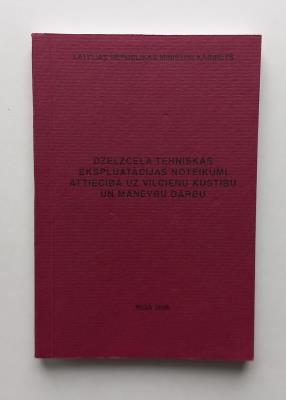 LATVIJAS REPUBLIKAS MINISTRU KABINETS
DZELZCEĻA TEHNISKĀS
EKSPLUATĀCIJAS NOTEIKUMI
ATTIECĪBĀ UZ VILCIENU KUSTĪBU
UN MANEVRU DARBU
RĪGA